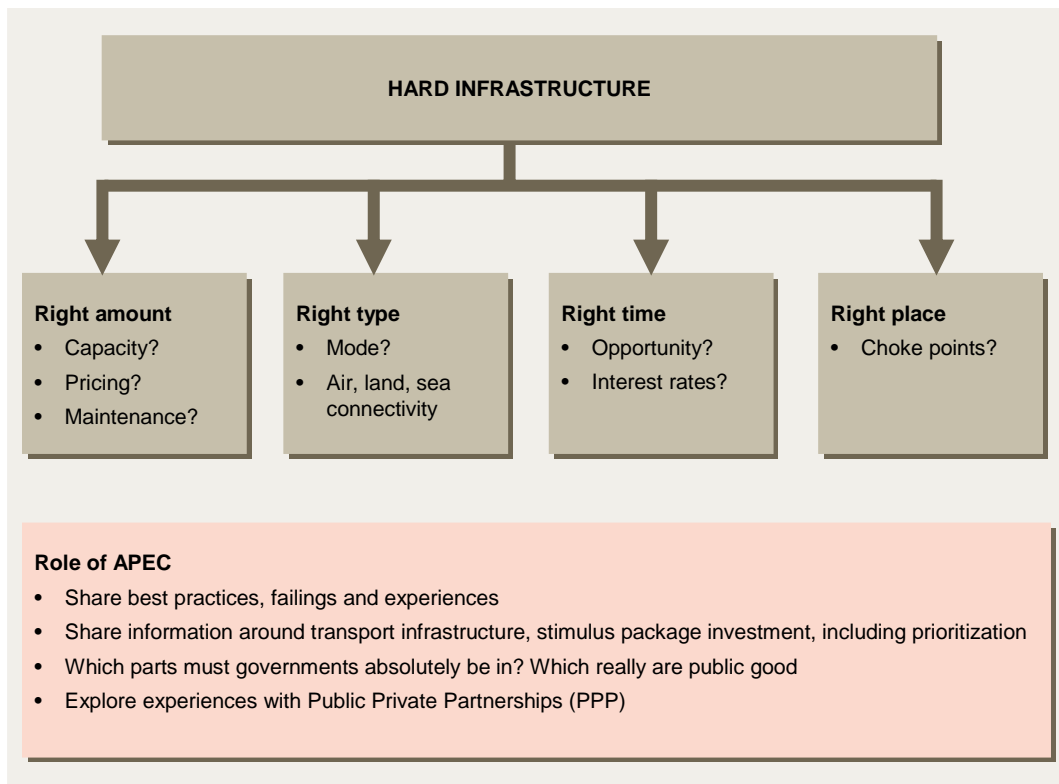 HARD INFRASTRUCTURE
Right amount
• Capacity?
• Pricing?
• Maintenance?
Right type
• Mode?
• Air, land, sea
connectivity
Right time
• Opportunity?
• Interest rates?
Right place
• Choke points?
Role of APEC
• Share best practices, failings and experiences
• Share information around transport infrastructure, stimulus package investment, including prioritization
• Which parts must governments absolutely be in? Which really are public good
• Explore experiences with Public Private Partnerships (PPP)